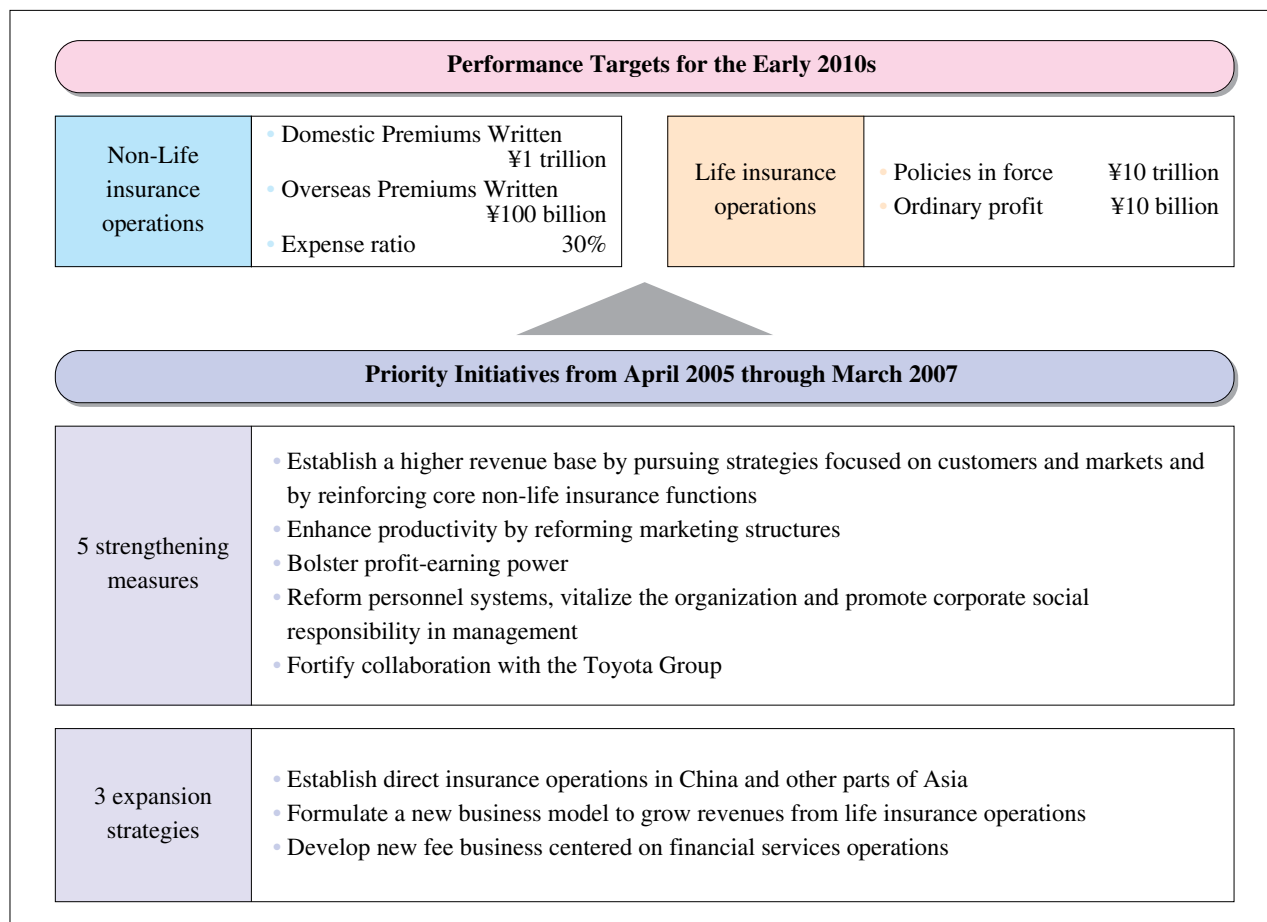 Performance Targets for the Early 2010s
Non-Life
insurance
operations
• Domestic Premiums Written
¥1 trillion
• Overseas Premiums Written
¥100 billion
• Expense ratio 30%
Life insurance
operations
• Policies in force ¥10 trillion
• Ordinary profit ¥10 billion
Priority Initiatives from April 2005 through March 2007
5 strengthening
measures
• Establish a higher revenue base by pursuing strategies focused on customers and markets and
by reinforcing core non-life insurance functions
• Enhance productivity by reforming marketing structures
• Bolster profit-earning power
• Reform personnel systems, vitalize the organization and promote corporate social
responsibility in management
• Fortify collaboration with the Toyota Group
3 expansion
strategies
• Establish direct insurance operations in China and other parts of Asia
• Formulate a new business model to grow revenues from life insurance operations
• Develop new fee business centered on financial services operations